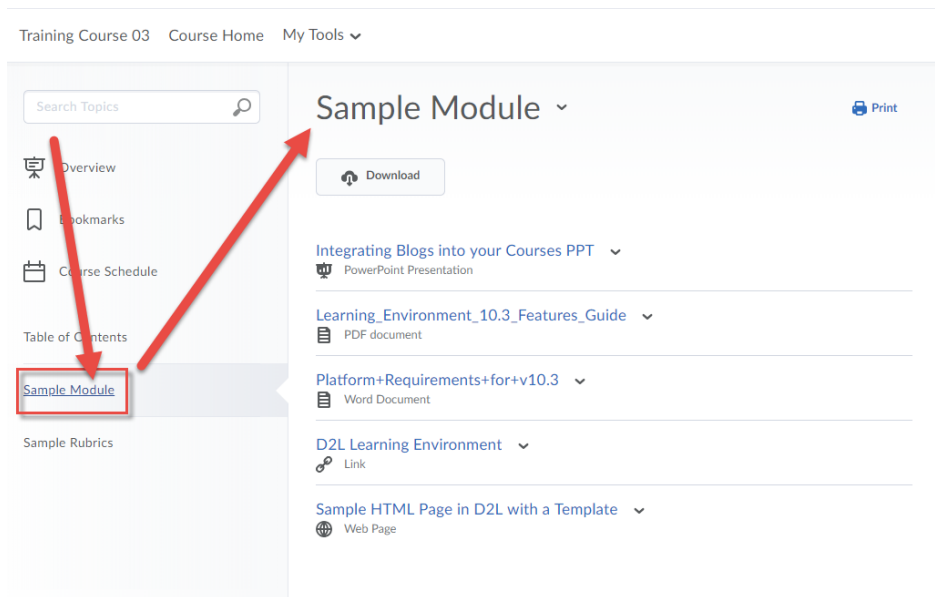 Training Course 03 Course Home My Tools
Search Topics
Overview
Bookmarks
Course Schedule
Table of Contents
Sample Module
Sample Rubrics
Sample Module
Print
Download
Integrating Blogs into your Courses PPT
PowerPoint Presentation
Learning_Environment_10.3_Features_Guide
PDF document
Platform+Requirements+for+v10.3
Word Document
D2L Learning Environment
Link
Sample HTML Page in D2L with a Template
Web Page